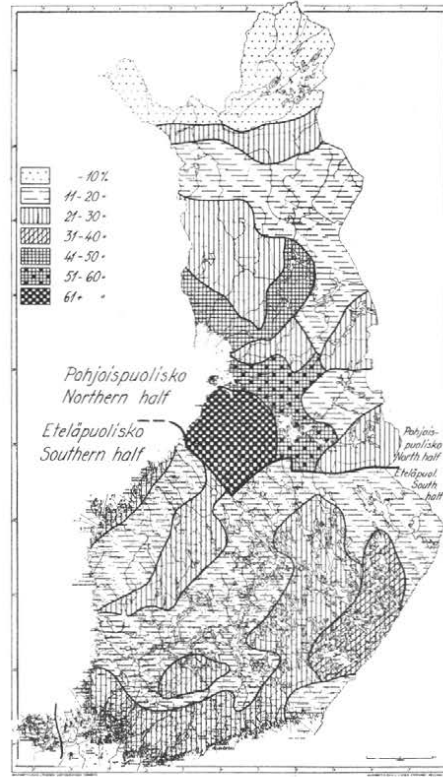 -10%
11-20 "
21-30 "
31-40 "
41-50 "
51-60 "
61+ "
Pohjoispuolisko
Northern half
Eteläpuolisko
Southern half
Pohjois-
puolisko
North. half
Eteläpuol.
South.
half